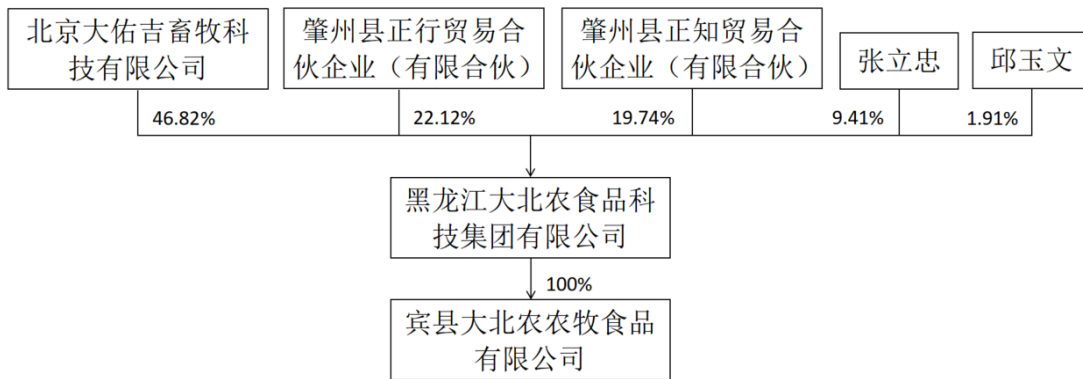 北京大佑吉畜牧科
技有限公司
肇州县正行贸易合
伙企业（有限合伙）
肇州县正知贸易合
伙企业（有限合伙）
张立忠
邱玉文
46.82%
22.12%
19.74%
9.41%
1.91%
黑龙江大北农食品科
技集团有限公司
100%
宾县大北农农牧食品
有限公司